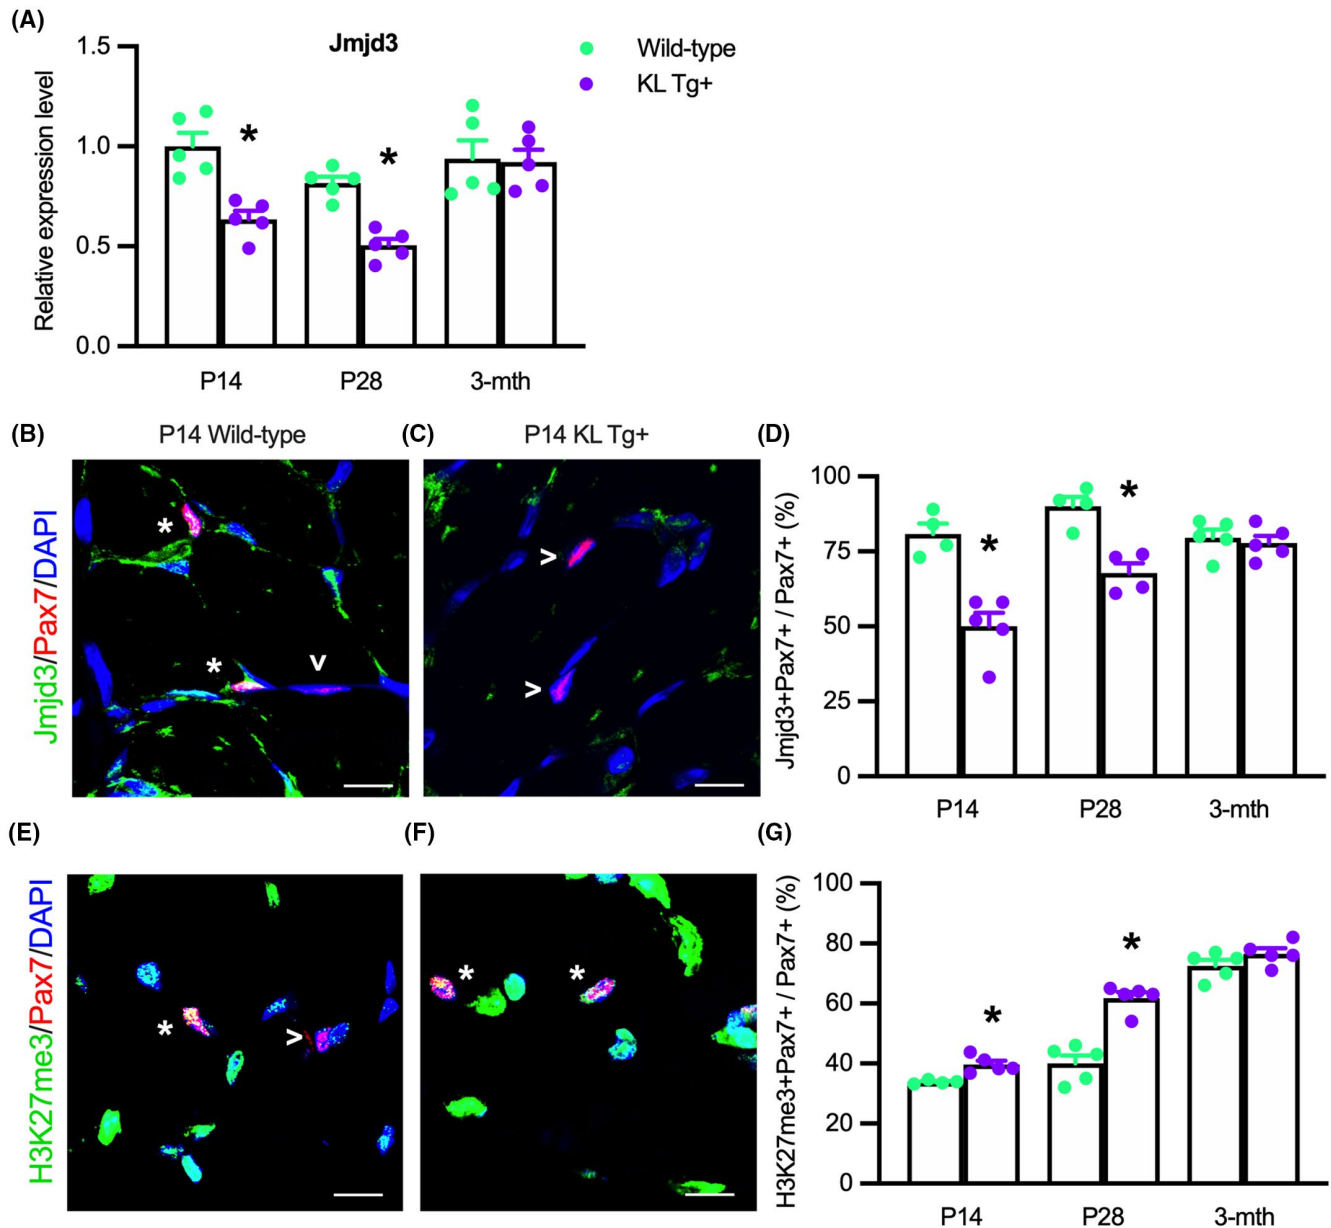 (A)
Jmjd3
Wild-type
KL Tg+
Relative expression level
1.5
1.0
0.5
0.0
*
*
P14
P28
3-mth
(B)
P14 Wild-type
(C)
P14 KL Tg+
(D)
Jmjd3/Pax7/DAPI
*
*
>
>
>
Jmjd3+Pax7+ / Pax7+ (%)
100
75
50
25
0
*
*
P14
P28
3-mth
(E)
(F)
(G)
H3K27me3/Pax7/DAPI
*
>
*
*
H3K27me3+Pax7+ / Pax7+ (%)
100
80
60
40
20
0
*
*
P14
P28
3-mth